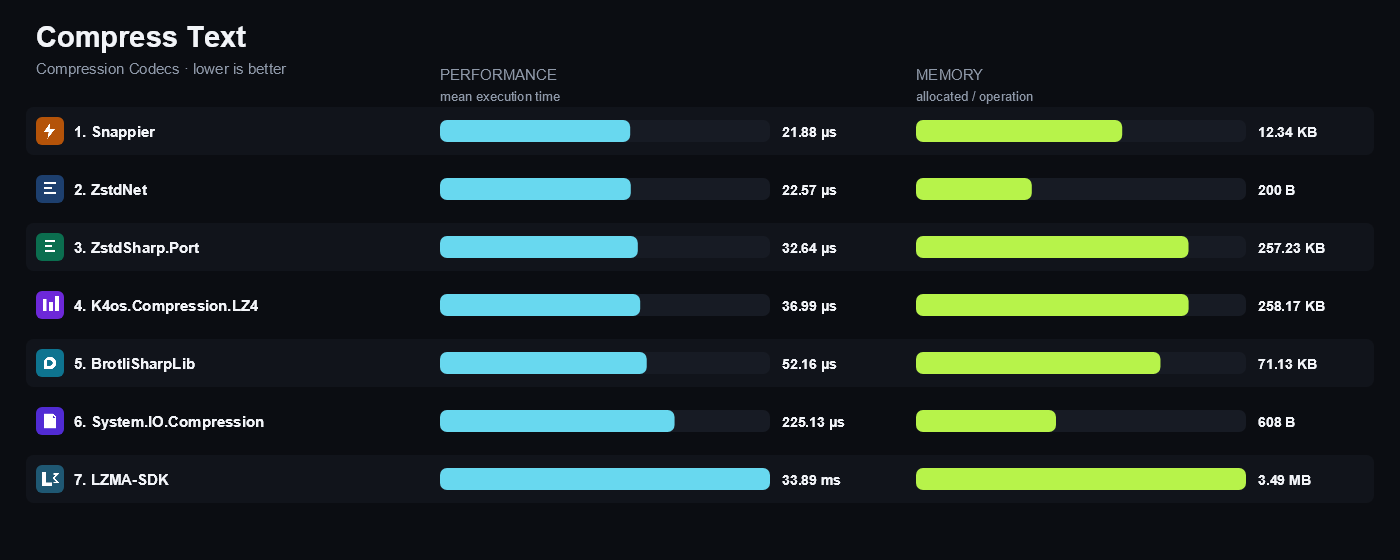 Compress Text
Compression Codecs · lower is better
PERFORMANCE
mean execution time
MEMORY
allocated / operation
1. Snappier 21.88 µs 12.34 KB
2. ZstdNet 22.57 µs 200 B
3. ZstdSharp.Port 32.64 µs 257.23 KB
4. K4os.Compression.LZ4 36.99 µs 258.17 KB
5. BrotliSharpLib 52.16 µs 71.13 KB
6. System.IO.Compression 225.13 µs 608 B
7. LZMA-SDK 33.89 ms 3.49 MB